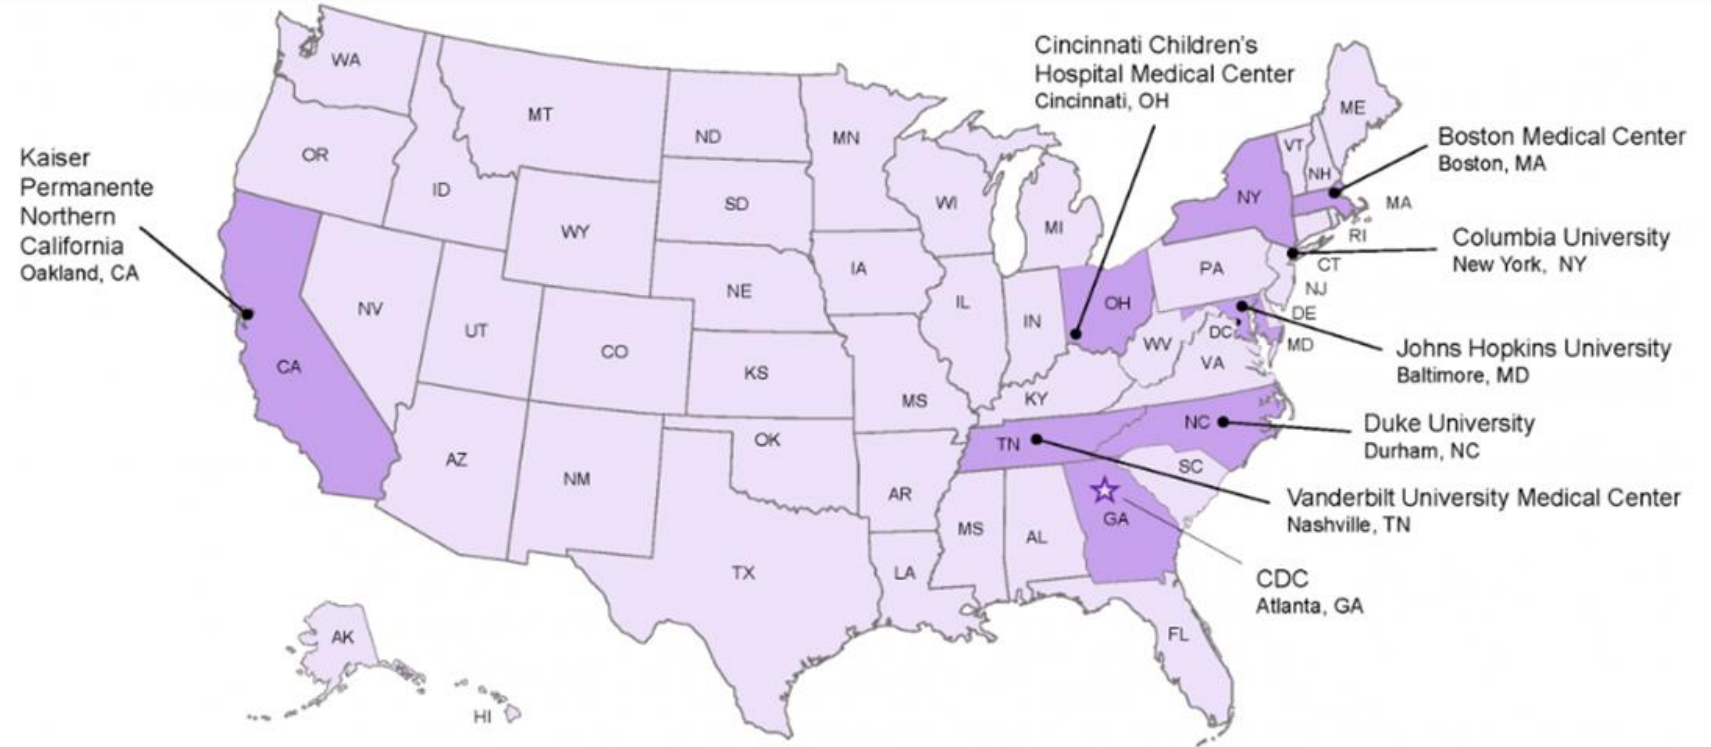 WA
MT
ND
MN
OR
ID
WY
SD
WI
MI
ME
VT
NH
NY
MA
RI
CT
NJ
DE
MD
DC
PA
OH
IN
IL
IA
NE
NV
UT
CO
KS
MS
KY
WV
VA
CA
AZ
NM
OK
AR
TN
NC
SC
GA
AL
MS
LA
TX
FL
AK
HI
Kaiser
Permanente
Northern
California
Oakland, CA
Cincinnati Children's
Hospital Medical Center
Cincinnati, OH
Boston Medical Center
Boston, MA
Columbia University
New York, NY
Johns Hopkins University
Baltimore, MD
Duke University
Durham, NC
Vanderbilt University Medical Center
Nashville, TN
CDC
Atlanta, GA